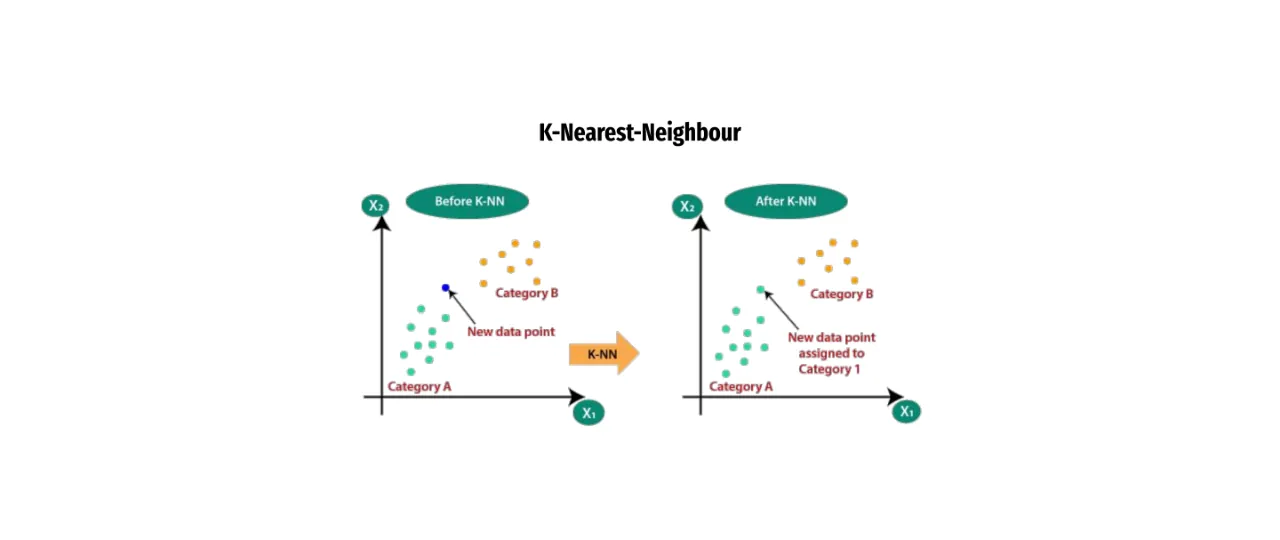 K-Nearest-Neighbour
X₂
Before K-NN
Category B
New data point
Category A
X₁
K-NN
X₂
After K-NN
Category B
New data point
assigned to
Category 1
Category A
X₁